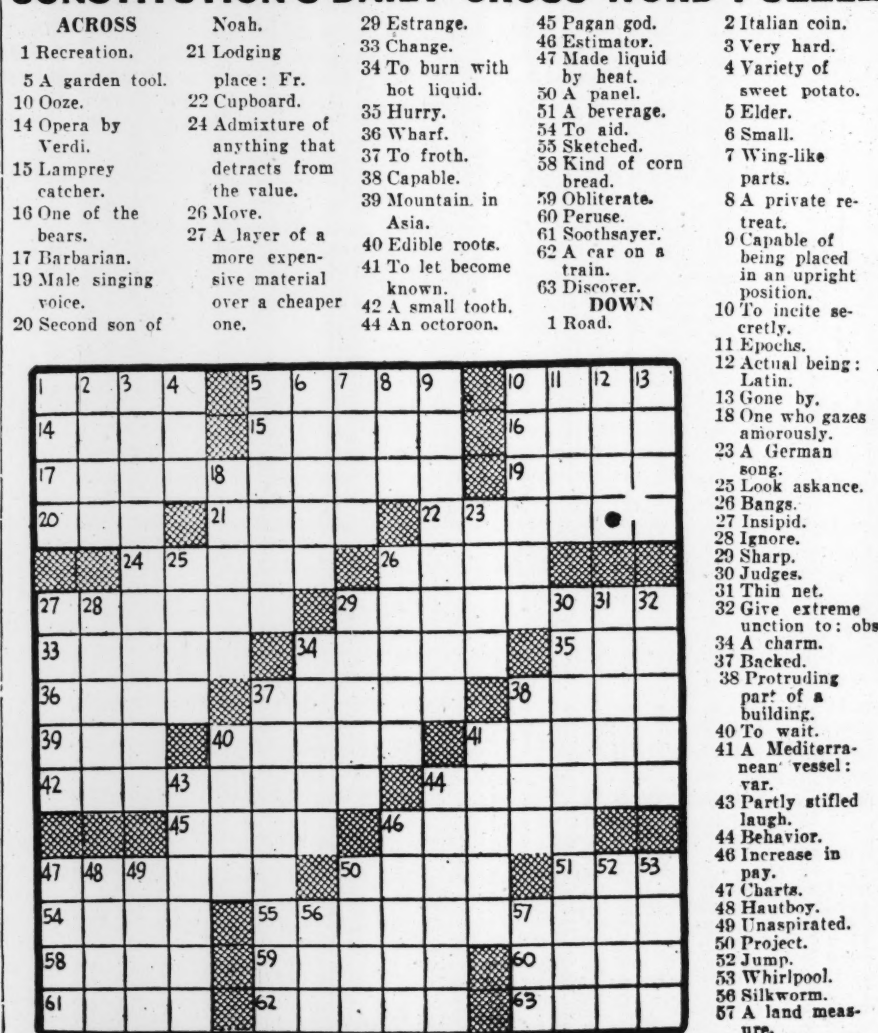 CONSTITUTION'S DAILY CROSS-WORD PUZZLE
ACROSS
1 Recreation.
5 A garden tool.
10 Ooze.
14 Opera by
Verdi.
15 Lamprey
catcher.
16 One of the
bears.
17 Barbarian.
19 Male singing
voice.
20 Second son of
Noah.
21 Lodging
place: Fr.
22 Cupboard.
24 Admixture of
anything that
detracts from
the value.
26 Move.
27 A layer of a
more expen-
sive material
over a cheaper
one.
29 Estrange.
33 Change.
34 To burn with
hot liquid.
35 Hurry.
36 Wharf.
37 To froth.
38 Capable.
39 Mountain in
Asia.
40 Edible roots.
41 To let become
known.
42 A small tooth.
44 An octoroon.
45 Pagan god.
46 Estimator.
47 Made liquid
by heat.
50 A panel.
51 A beverage.
54 To aid.
55 Sketched.
58 Kind of corn
bread.
59 Obliterate.
60 Peruse.
61 Soothsayer.
62 A car on a
train.
63 Discover.
DOWN
1 Road.
2 Italian coin.
3 Very hard.
4 Variety of
sweet potato.
5 Elder.
6 Small.
7 Wing-like
parts.
8 A private re-
treat.
9 Capable of
being placed
in an upright
position.
10 To incite se-
cretly.
11 Epochs.
12 Actual being:
Latin.
13 Gone by.
18 One who gazes
amorously.
23 A German
song.
25 Look askance.
26 Bangs.
27 Insipid.
28 Ignore.
29 Sharp.
30 Judges.
31 Thin net.
32 Give extreme
unction to: obs
34 A charm.
37 Backed.
38 Protruding
part of a
building.
40 To wait.
41 A Mediterra-
nean vessel:
var.
43 Partly stifled
laugh.
44 Behavior.
46 Increase in
pay.
47 Charts.
48 Hautboy.
49 Unaspirated.
50 Project.
52 Jump.
53 Whirlpool.
56 Silkworm.
57 A land meas-
ure.
1 2 3 4 5 6 7 8 9 10 11 12 13
14 15 16
17 18 19
20 21 22 23
24 25 26
27 28 29 30 31 32
33 34 35
36 37 38
39 40 41
42 43 44
45 46
47 48 49 50 51 52 53
54 55 56 57
58 59 60
61 62 63